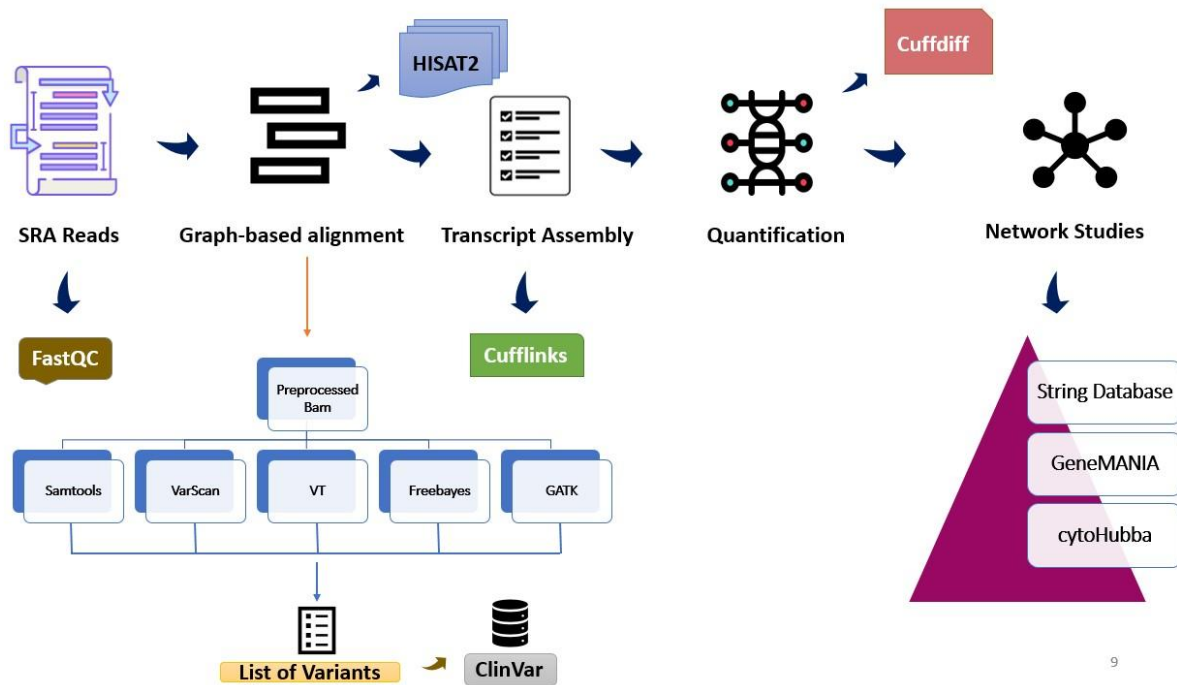 HISAT2
Cuffdiff
SRA Reads
Graph-based alignment
Transcript Assembly
Quantification
Network Studies
FastQC
Cufflinks
Preprocessed
Bam
Samtools
VarScan
VT
Freebayes
GATK
String Database
GeneMANIA
cytoHubba
List of Variants
ClinVar
9